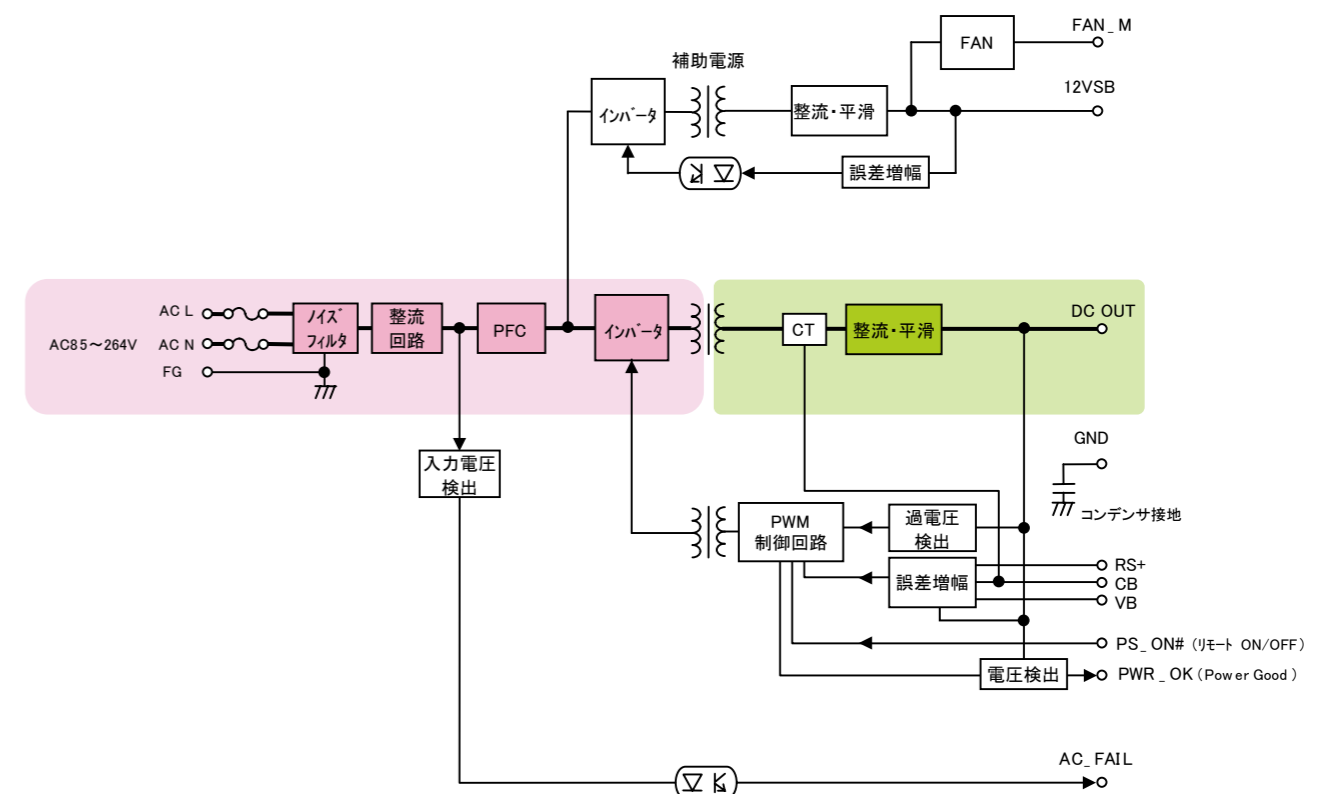 FAN_M
FAN
補助電源
12VSB
インバータ
整流・平滑
誤差増幅
AC L
ノイズ
フィルタ
整流
回路
PFC
インバータ
CT
整流・平滑
DC OUT
AC85～264V
AC N
FG
GND
入力電圧
検出
コンデンサ接地
PWM
制御回路
過電圧
検出
誤差増幅
RS+
CB
VB
PS_ON# (リモート ON/OFF)
電圧検出
PWR_OK (Power Good)
AC_FAIL